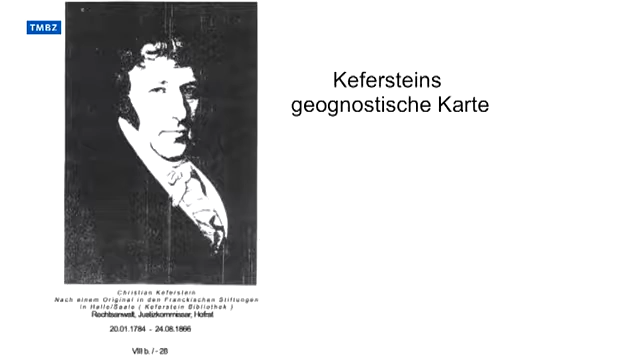 TMBZ
Kefersteins
geognostische Karte
Christian Keferstein
Nach einem Original in den Franckischen Stiftungen
in Halle/Saale ( Keferstein Bibliothek )
Rechtsanwalt, Justizkommissar, Hofrat
20.01.1784 - 24.08.1866
VIII b. / - 28